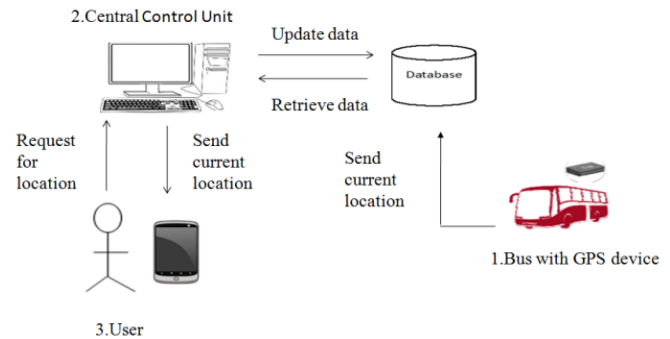 2.Central Control Unit
Update data
Database
Retrieve data
Request
for
location
Send
current
location
Send
current
location
1.Bus with GPS device
3.User